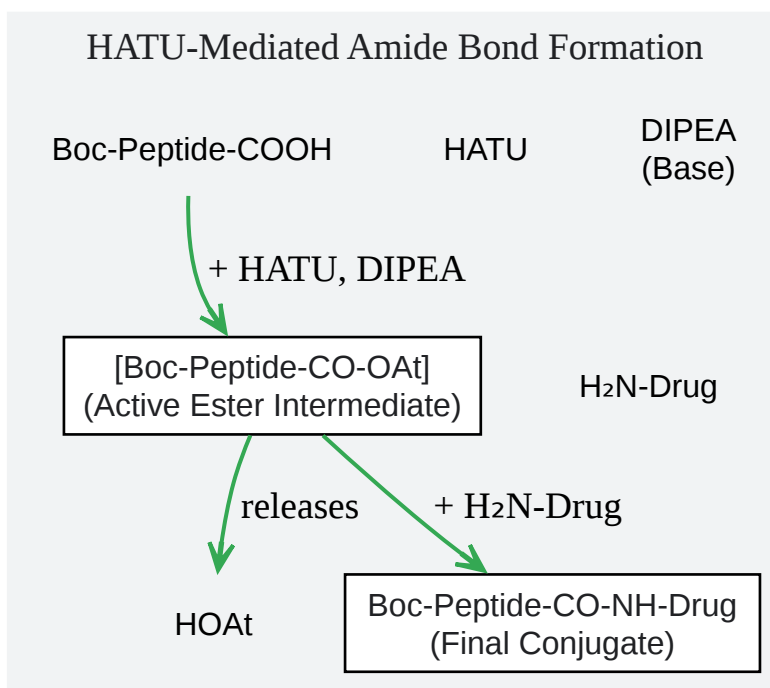 HATU-Mediated Amide Bond Formation
Boc-Peptide-COOH
HATU
DIPEA
(Base)
+ HATU, DIPEA
[Boc-Peptide-CO-OAt]
(Active Ester Intermediate)
H₂N-Drug
releases
+ H₂N-Drug
HOAt
Boc-Peptide-CO-NH-Drug
(Final Conjugate)